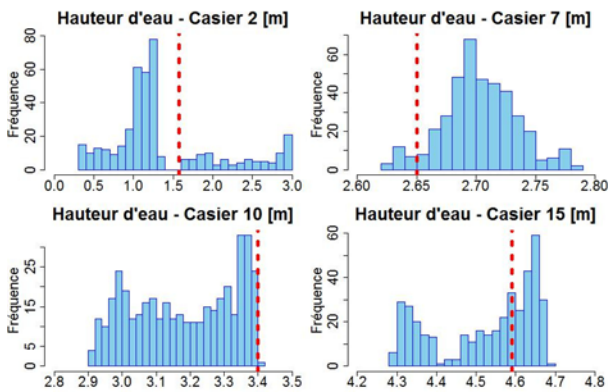 Hauteur d'eau - Casier 2 [m]
Fréquence
0 20 40 60 80
0.0 0.5 1.0 1.5 2.0 2.5 3.0
Hauteur d'eau - Casier 7 [m]
Fréquence
0 20 40 60
2.60 2.65 2.70 2.75 2.80
Hauteur d'eau - Casier 10 [m]
Fréquence
0 5 15 25
2.8 2.9 3.0 3.1 3.2 3.3 3.4 3.5
Hauteur d'eau - Casier 15 [m]
Fréquence
0 20 40 60
4.2 4.3 4.4 4.5 4.6 4.7 4.8